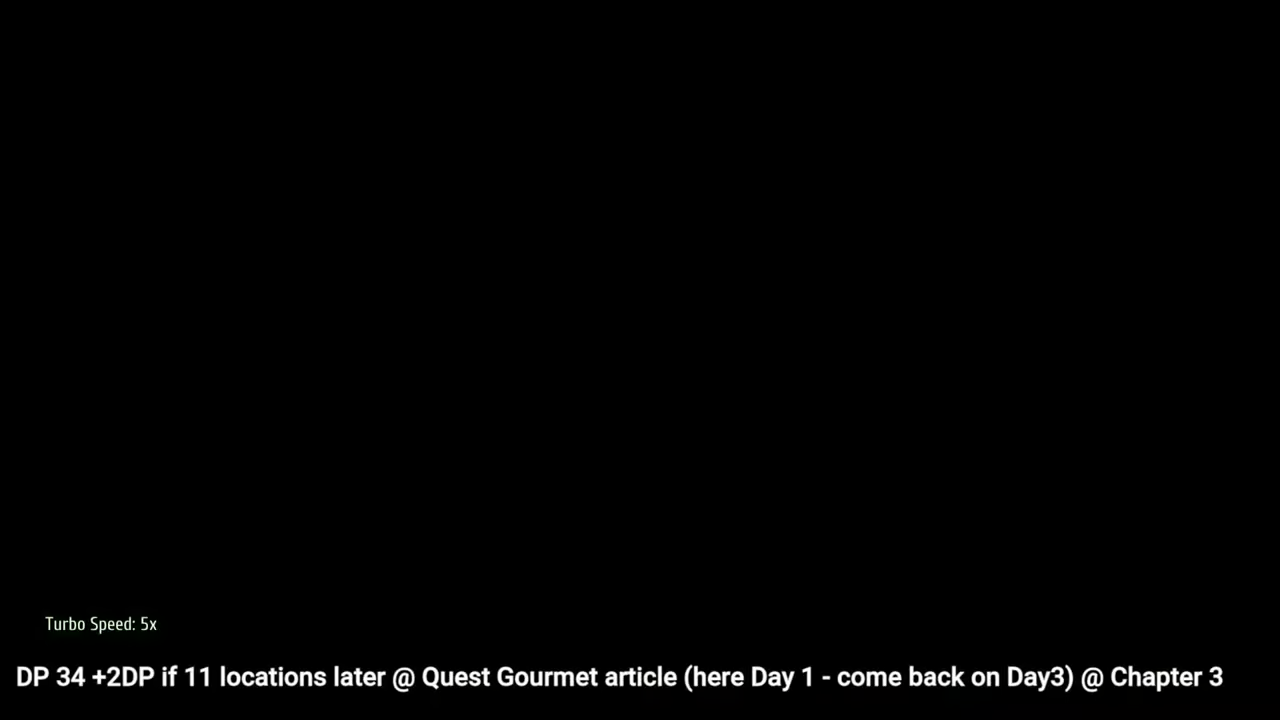 Turbo Speed: 5x
DP 34 +2DP if 11 locations later @ Quest Gourmet article (here Day 1 - come back on Day3) @ Chapter 3